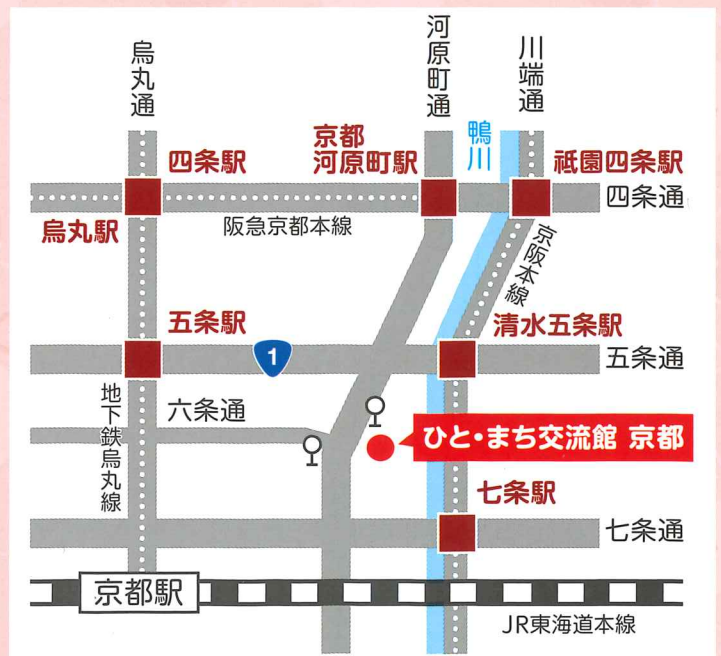 烏丸通
河原町通
川端通
鴨川
四条駅
京都
河原町駅
祇園四条駅
四条通
烏丸駅
阪急京都本線
京阪本線
五条駅
1
清水五条駅
五条通
地下鉄烏丸線
六条通
ひと・まち交流館 京都
七条駅
七条通
京都駅
JR東海道本線